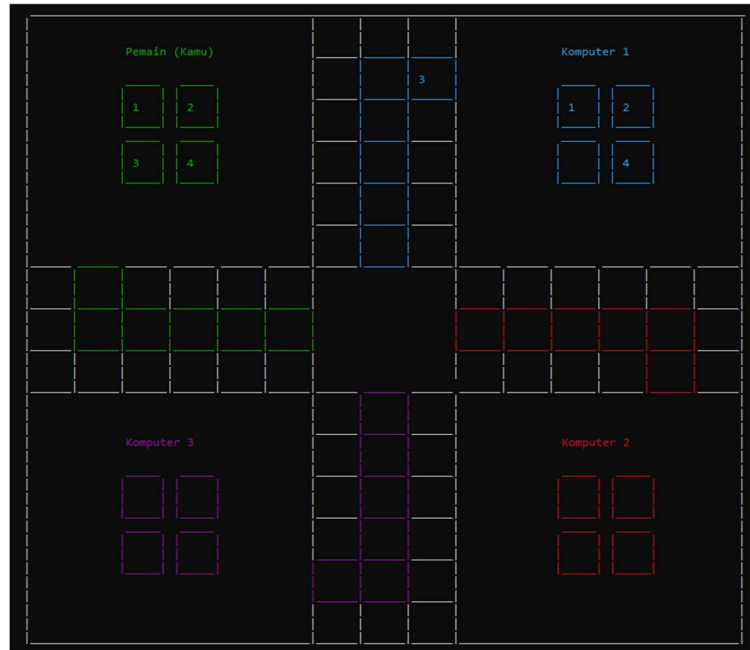 Pemain (Kamu)
Komputer 1
3
1 2
1 2
3 4
4
Komputer 3
Komputer 2